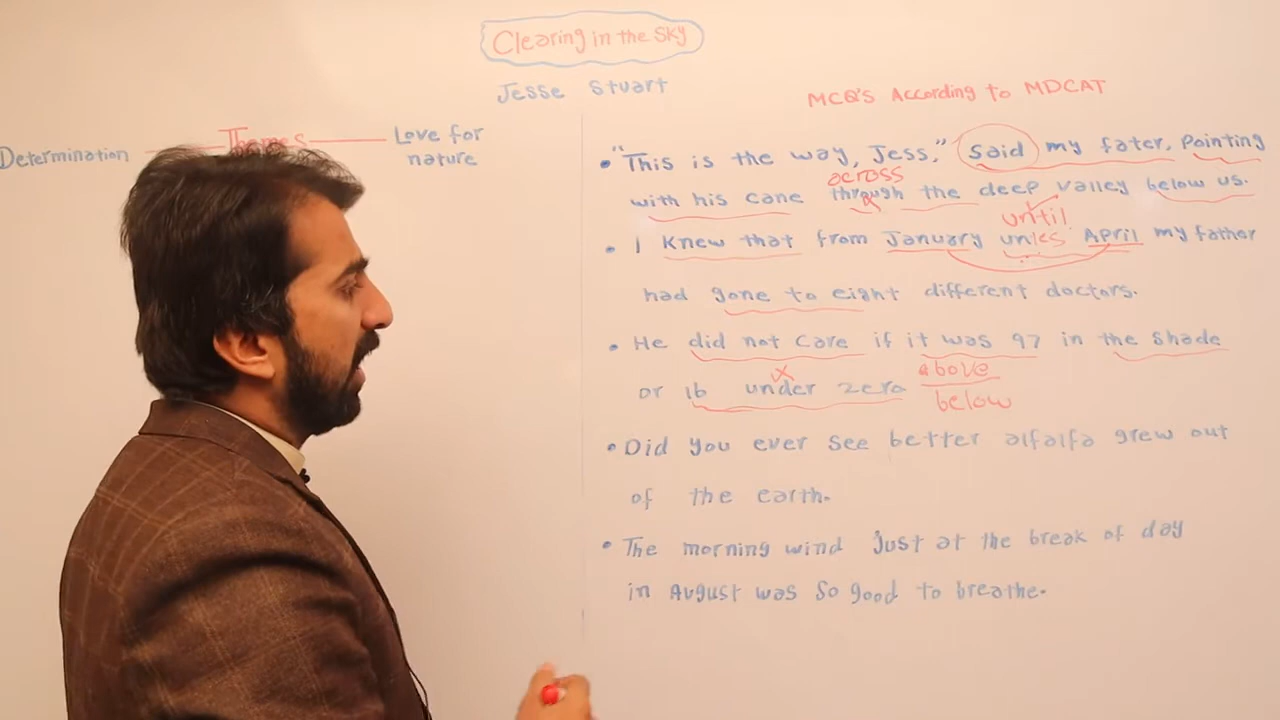 Clearing in the Sky
Jesse Stuart
MCQ'S According to MDCAT
Determination
Themes
Love for
nature
• "This is the way, Jess," Said my fater, Pointing
across
with his cane through the deep valley below us.
until
• I Knew that from January unles April my father
had gone to eight different doctors.
• He did not care if it was 97 in the shade
above
or 16 under zero
below
• Did you ever see better alfalfa grew out
of the earth.
• The morning wind Just at the break of day
in August was so good to breathe.